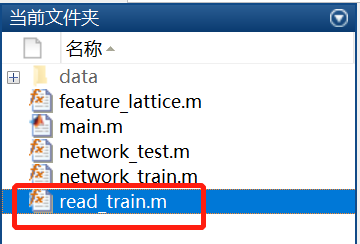 当前文件夹
名称
data
feature_lattice.m
main.m
network_test.m
network_train.m
read_train.m